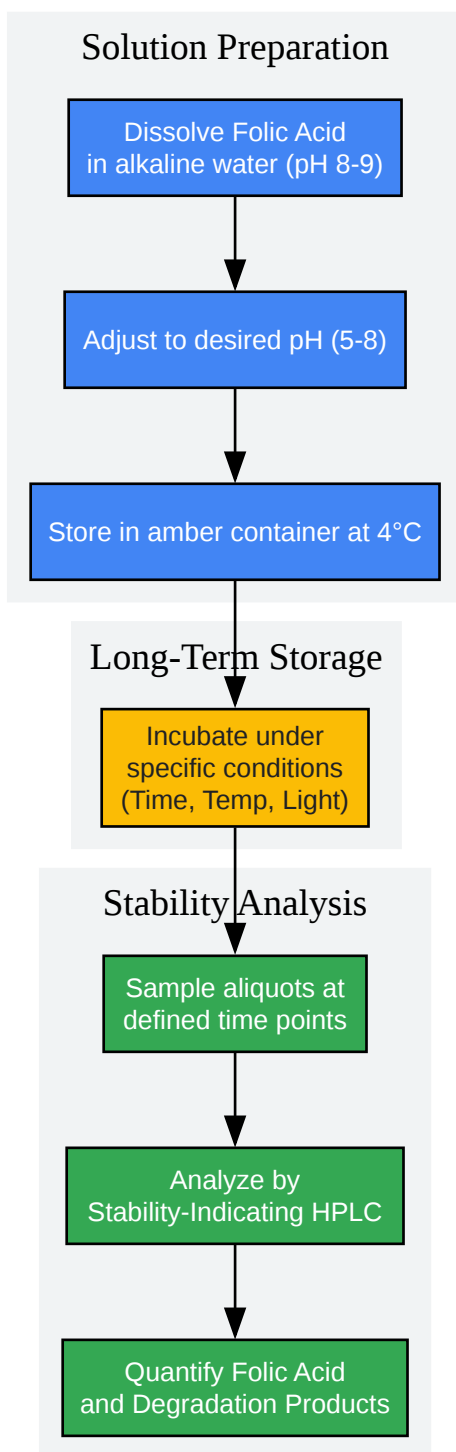 Solution Preparation
Dissolve Folic Acid
in alkaline water (pH 8-9)
Adjust to desired pH (5-8)
Store in amber container at 4°C
Long-Term Storage
Incubate under
specific conditions
(Time, Temp, Light)
Stability Analysis
Sample aliquots at
defined time points
Analyze by
Stability-Indicating HPLC
Quantify Folic Acid
and Degradation Products